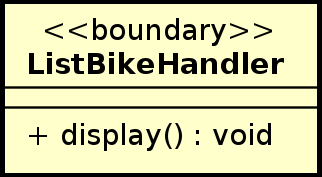 <<boundary>>
ListBikeHandler
+ display() : void